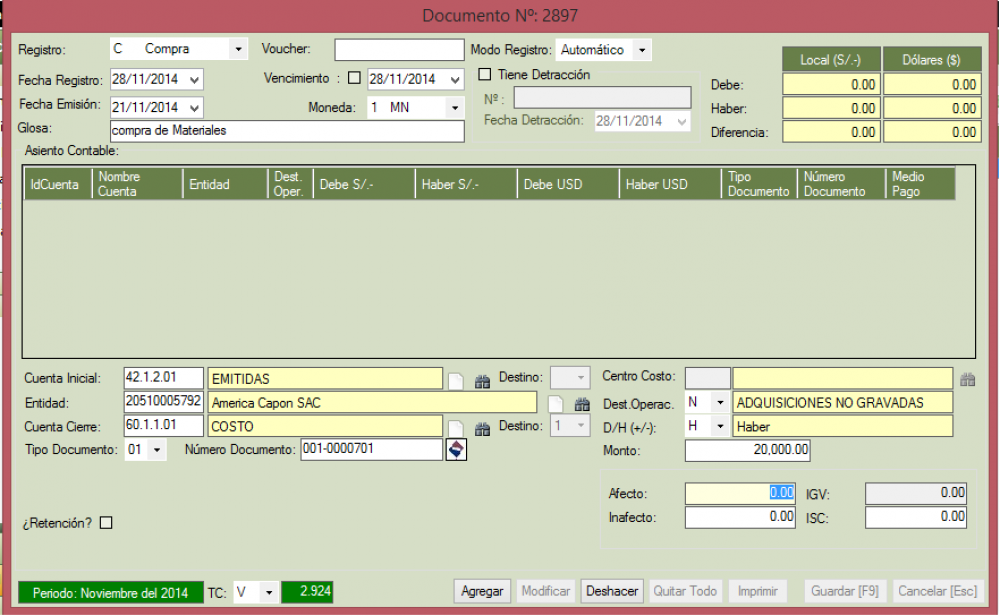 Documento Nº: 2897
Registro: C Compra Voucher: Modo Registro: Automático
Local (S/.-) Dólares ($)
Fecha Registro: 28/11/2014 Vencimiento : 28/11/2014 Tiene Detracción
Debe: 0.00 0.00
Fecha Emisión: 21/11/2014 Moneda: 1 MN Nº :
Haber: 0.00 0.00
Glosa: compra de Materiales Fecha Detracción: 28/11/2014
Diferencia: 0.00 0.00
Asiento Contable:
IdCuenta Nombre Cuenta Entidad Dest. Oper. Debe S/.- Haber S/.- Debe USD Haber USD Tipo Documento Número Documento Medio Pago
Cuenta Inicial: 42.1.2.01 EMITIDAS Destino: Centro Costo:
Entidad: 20510005792 America Capon SAC Dest.Operac. N ADQUISICIONES NO GRAVADAS
Cuenta Cierre: 60.1.1.01 COSTO Destino: 1 D/H (+/-): H Haber
Tipo Documento: 01 Número Documento: 001-0000701 Monto: 20,000.00
Afecto: 0.00 IGV: 0.00
Inafecto: 0.00 ISC: 0.00
¿Retención?
Periodo: Noviembre del 2014 TC: V 2.924 Agregar Modificar Deshacer Quitar Todo Imprimir Guardar [F9] Cancelar [Esc]